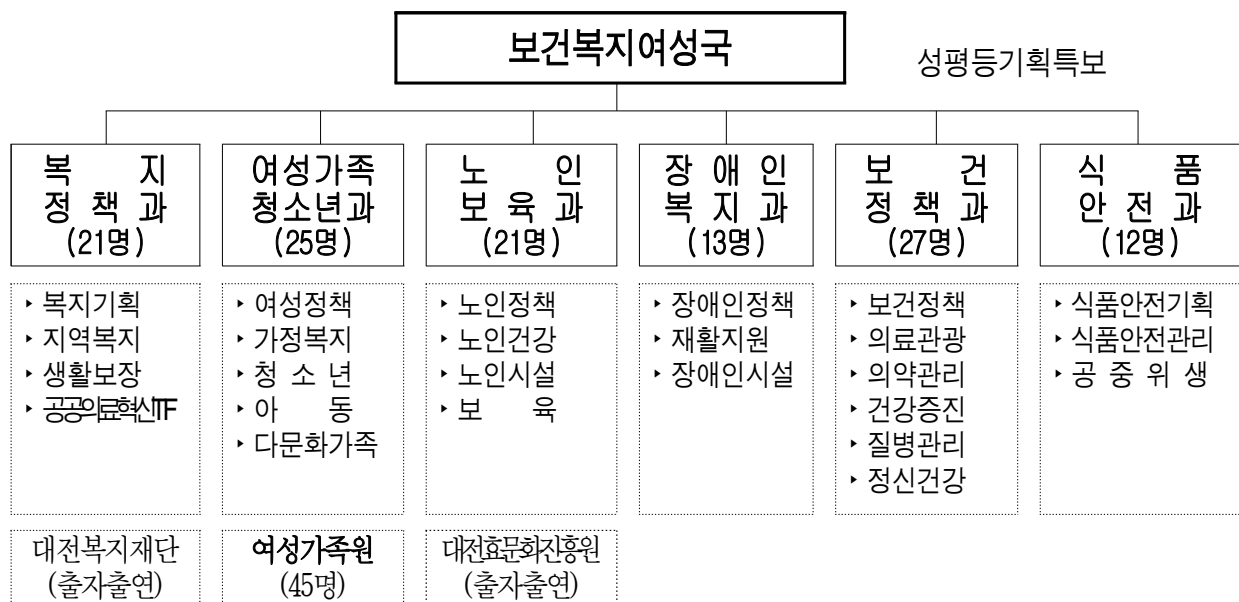 보건복지여성국
성평등기획특보
복 지
정 책 과
(21명)
여성가족
청소년과
(25명)
노 인
보 육 과
(21명)
장 애 인
복 지 과
(13명)
보 건
정 책 과
(27명)
식 품
안 전 과
(12명)
‣ 복지기획
‣ 지역복지
‣ 생활보장
‣ 공공의료혁신TF
‣ 여성정책
‣ 가정복지
‣ 청 소 년
‣ 아 동
‣ 다문화가족
‣ 노인정책
‣ 노인건강
‣ 노인시설
‣ 보 육
‣ 장애인정책
‣ 재활지원
‣ 장애인시설
‣ 보건정책
‣ 의료관광
‣ 의약관리
‣ 건강증진
‣ 질병관리
‣ 정신건강
‣ 식품안전기획
‣ 식품안전관리
‣ 공 중 위 생
대전복지재단
(출자출연)
여성가족원
(45명)
대전효문화진흥원
(출자출연)